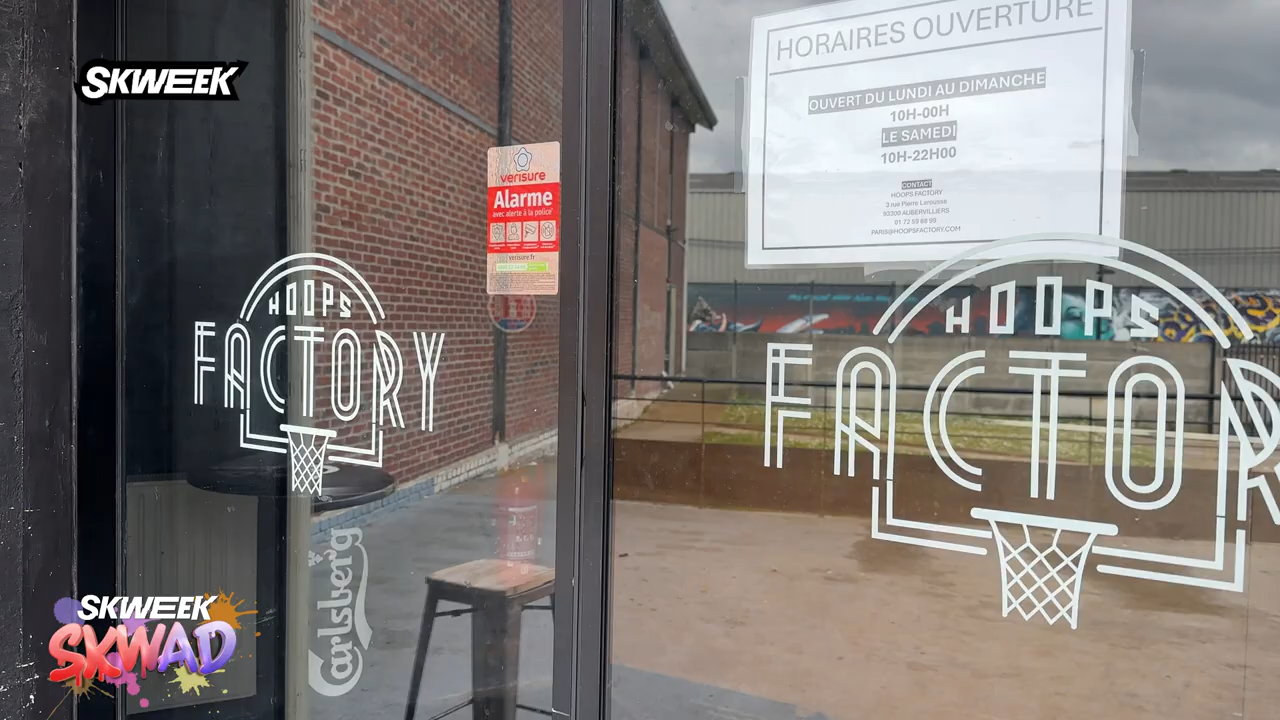 SKWEEK
HORAIRES OUVERTURE
OUVERT DU LUNDI AU DIMANCHE
10H-00H
LE SAMEDI
10H-22H00
CONTACT
HOOPS FACTORY
3 rue Pierre Larousse
93300 AUBERVILLIERS
01 72 59 88 99
PARIS@HOOPSFACTORY.COM
verisure
Alarme
avec alerte à la police
verisure.fr
HOOPS
FACTORY
HOOPS
FACTOR
Carlsberg
SKWEEK
SKWAD